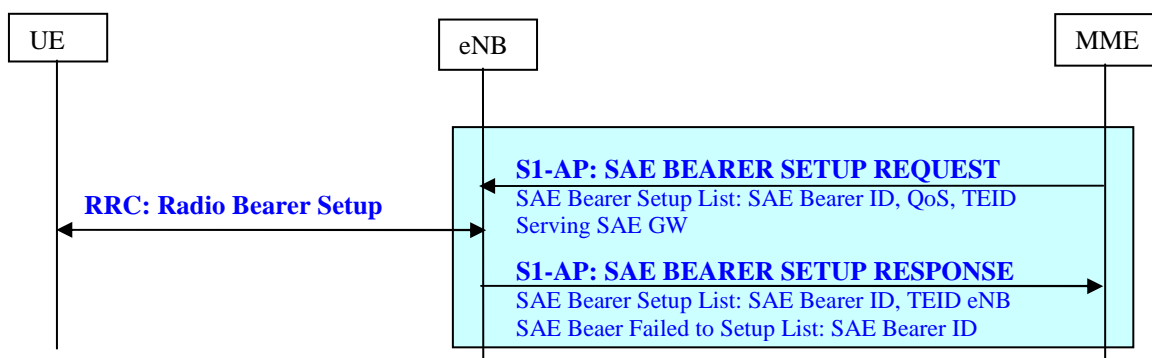 UE
eNB
MME
S1-AP: SAE BEARER SETUP REQUEST
SAE Bearer Setup List: SAE Bearer ID, QoS, TEID
Serving SAE GW
RRC: Radio Bearer Setup
S1-AP: SAE BEARER SETUP RESPONSE
SAE Bearer Setup List: SAE Bearer ID, TEID eNB
SAE Beaer Failed to Setup List: SAE Bearer ID